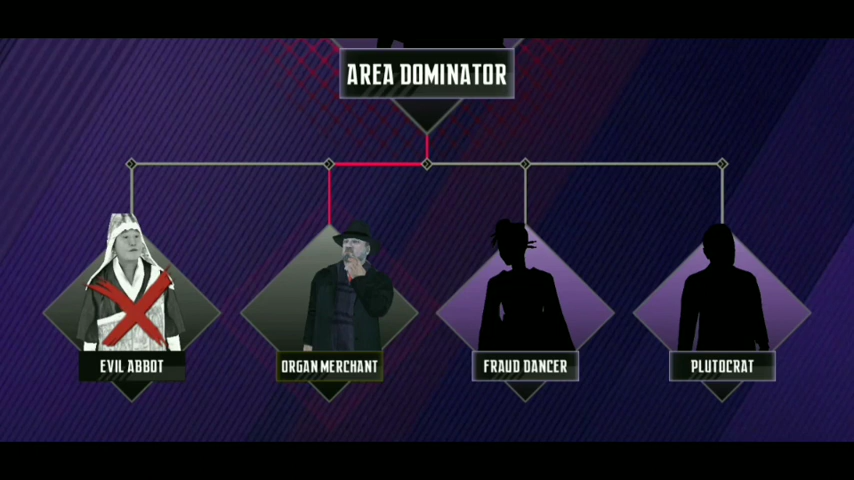 AREA DOMINATOR
EVIL ABBOT
ORGAN MERCHANT
FRAUD DANCER
PLUTOCRAT